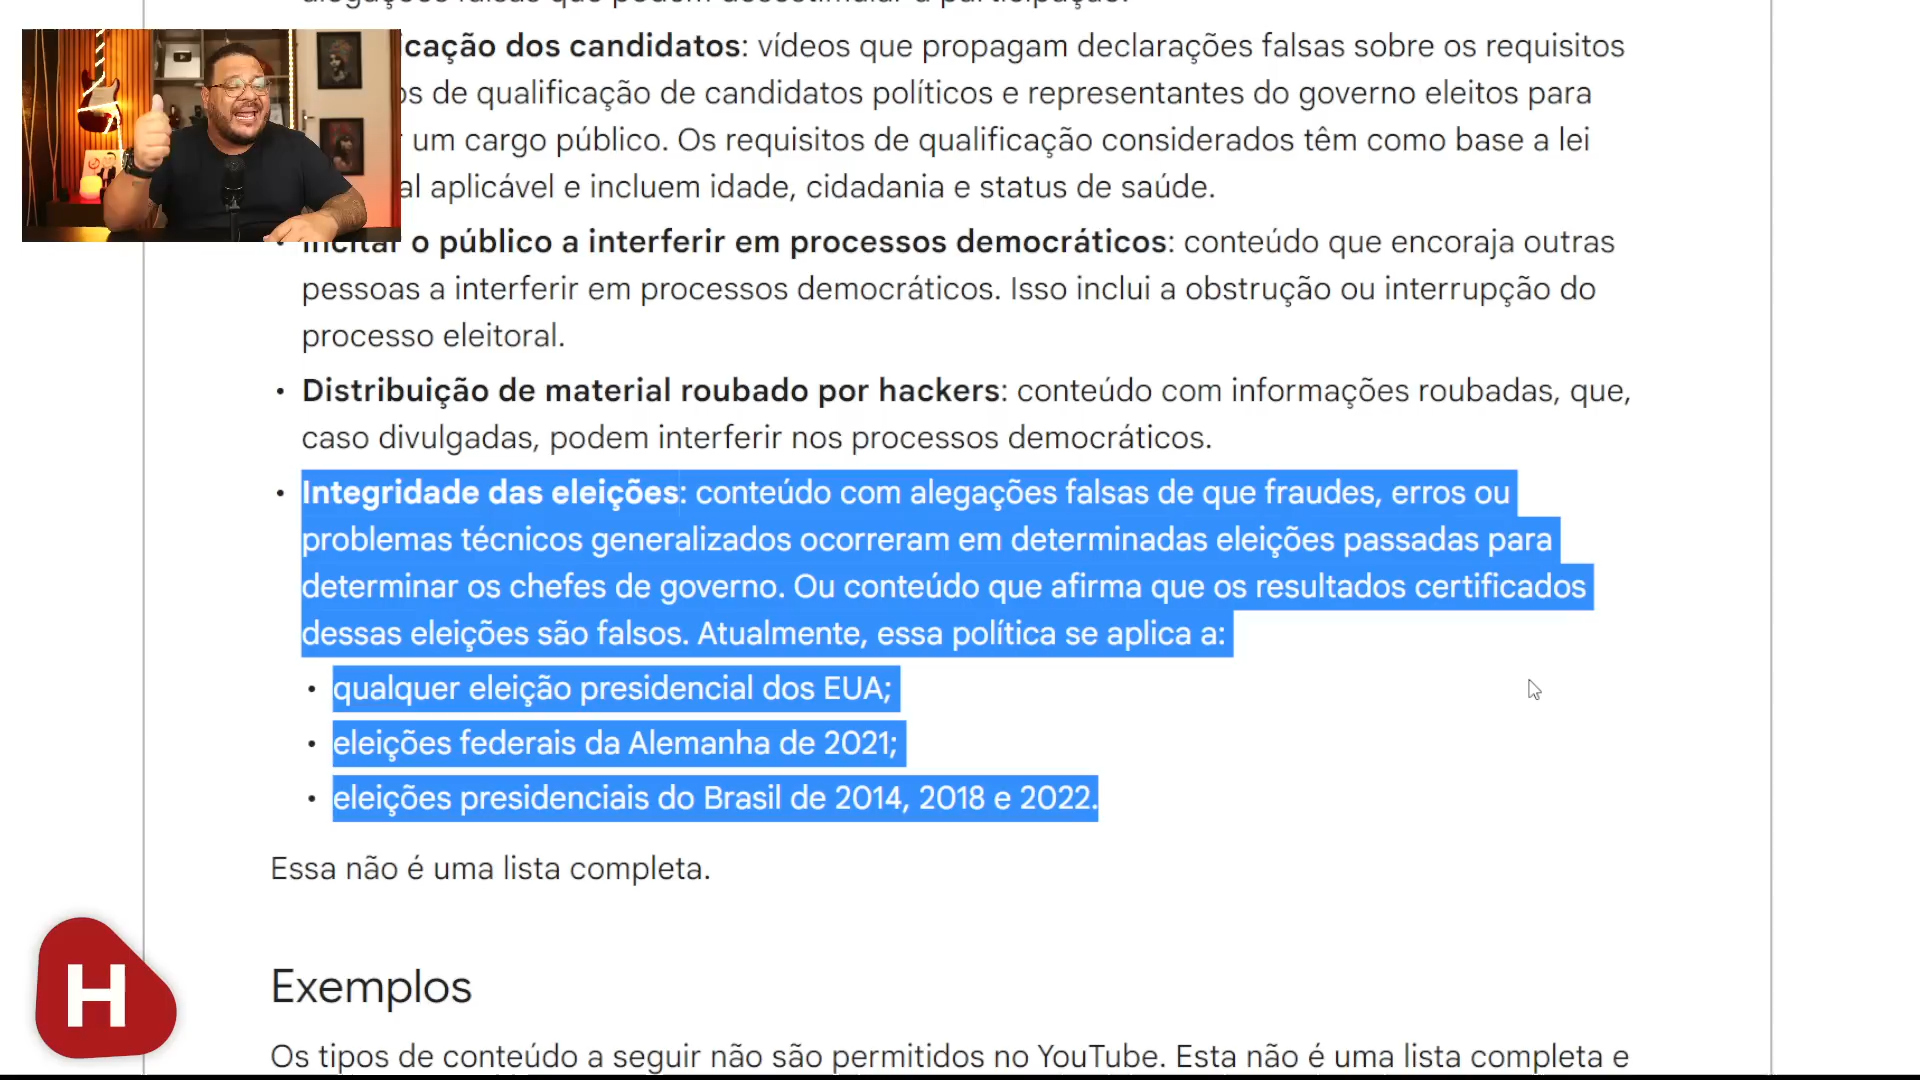 alegações falsas que podem desestimular a participação.
cação dos candidatos: vídeos que propagam declarações falsas sobre os requisitos
s de qualificação de candidatos políticos e representantes do governo eleitos para
um cargo público. Os requisitos de qualificação considerados têm como base a lei
al aplicável e incluem idade, cidadania e status de saúde.
• Incitar o público a interferir em processos democráticos: conteúdo que encoraja outras
pessoas a interferir em processos democráticos. Isso inclui a obstrução ou interrupção do
processo eleitoral.
• Distribuição de material roubado por hackers: conteúdo com informações roubadas, que,
caso divulgadas, podem interferir nos processos democráticos.
• Integridade das eleições: conteúdo com alegações falsas de que fraudes, erros ou
problemas técnicos generalizados ocorreram em determinadas eleições passadas para
determinar os chefes de governo. Ou conteúdo que afirma que os resultados certificados
dessas eleições são falsos. Atualmente, essa política se aplica a:
• qualquer eleição presidencial dos EUA;
• eleições federais da Alemanha de 2021;
• eleições presidenciais do Brasil de 2014, 2018 e 2022.
Essa não é uma lista completa.
H
Exemplos
Os tipos de conteúdo a seguir não são permitidos no YouTube. Esta não é uma lista completa e